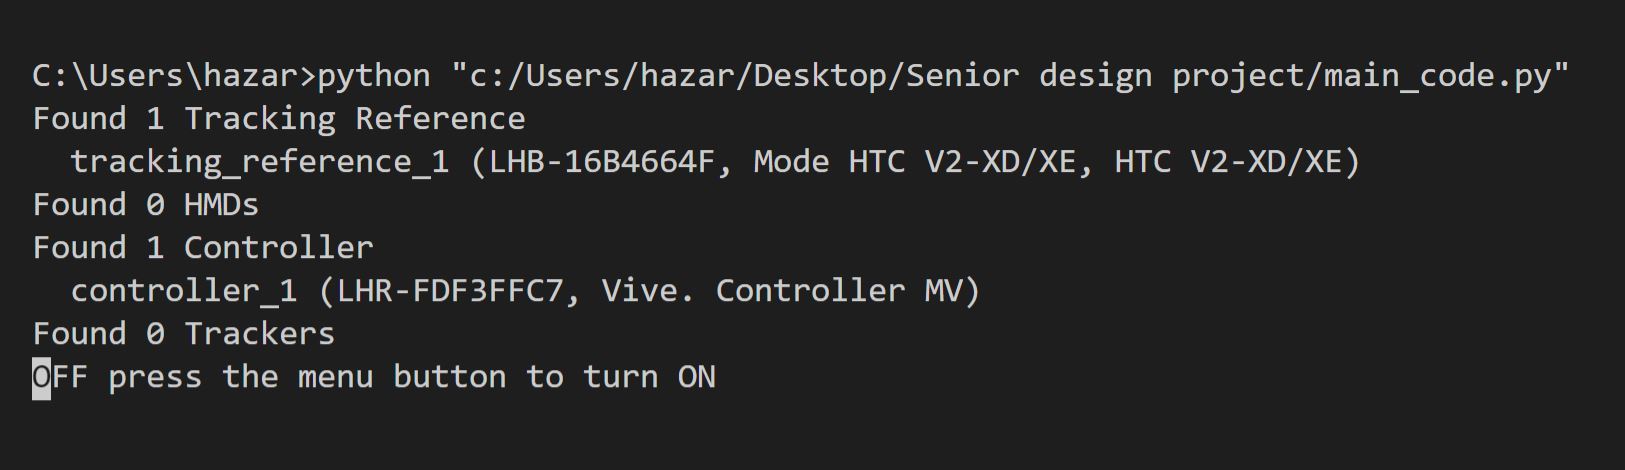 C:\Users\hazar>python "c:/Users/hazar/Desktop/Senior design project/main_code.py"
Found 1 Tracking Reference
  tracking_reference_1 (LHB-16B4664F, Mode HTC V2-XD/XE, HTC V2-XD/XE)
Found 0 HMDs
Found 1 Controller
  controller_1 (LHR-FDF3FFC7, Vive. Controller MV)
Found 0 Trackers
OFF press the menu button to turn ON